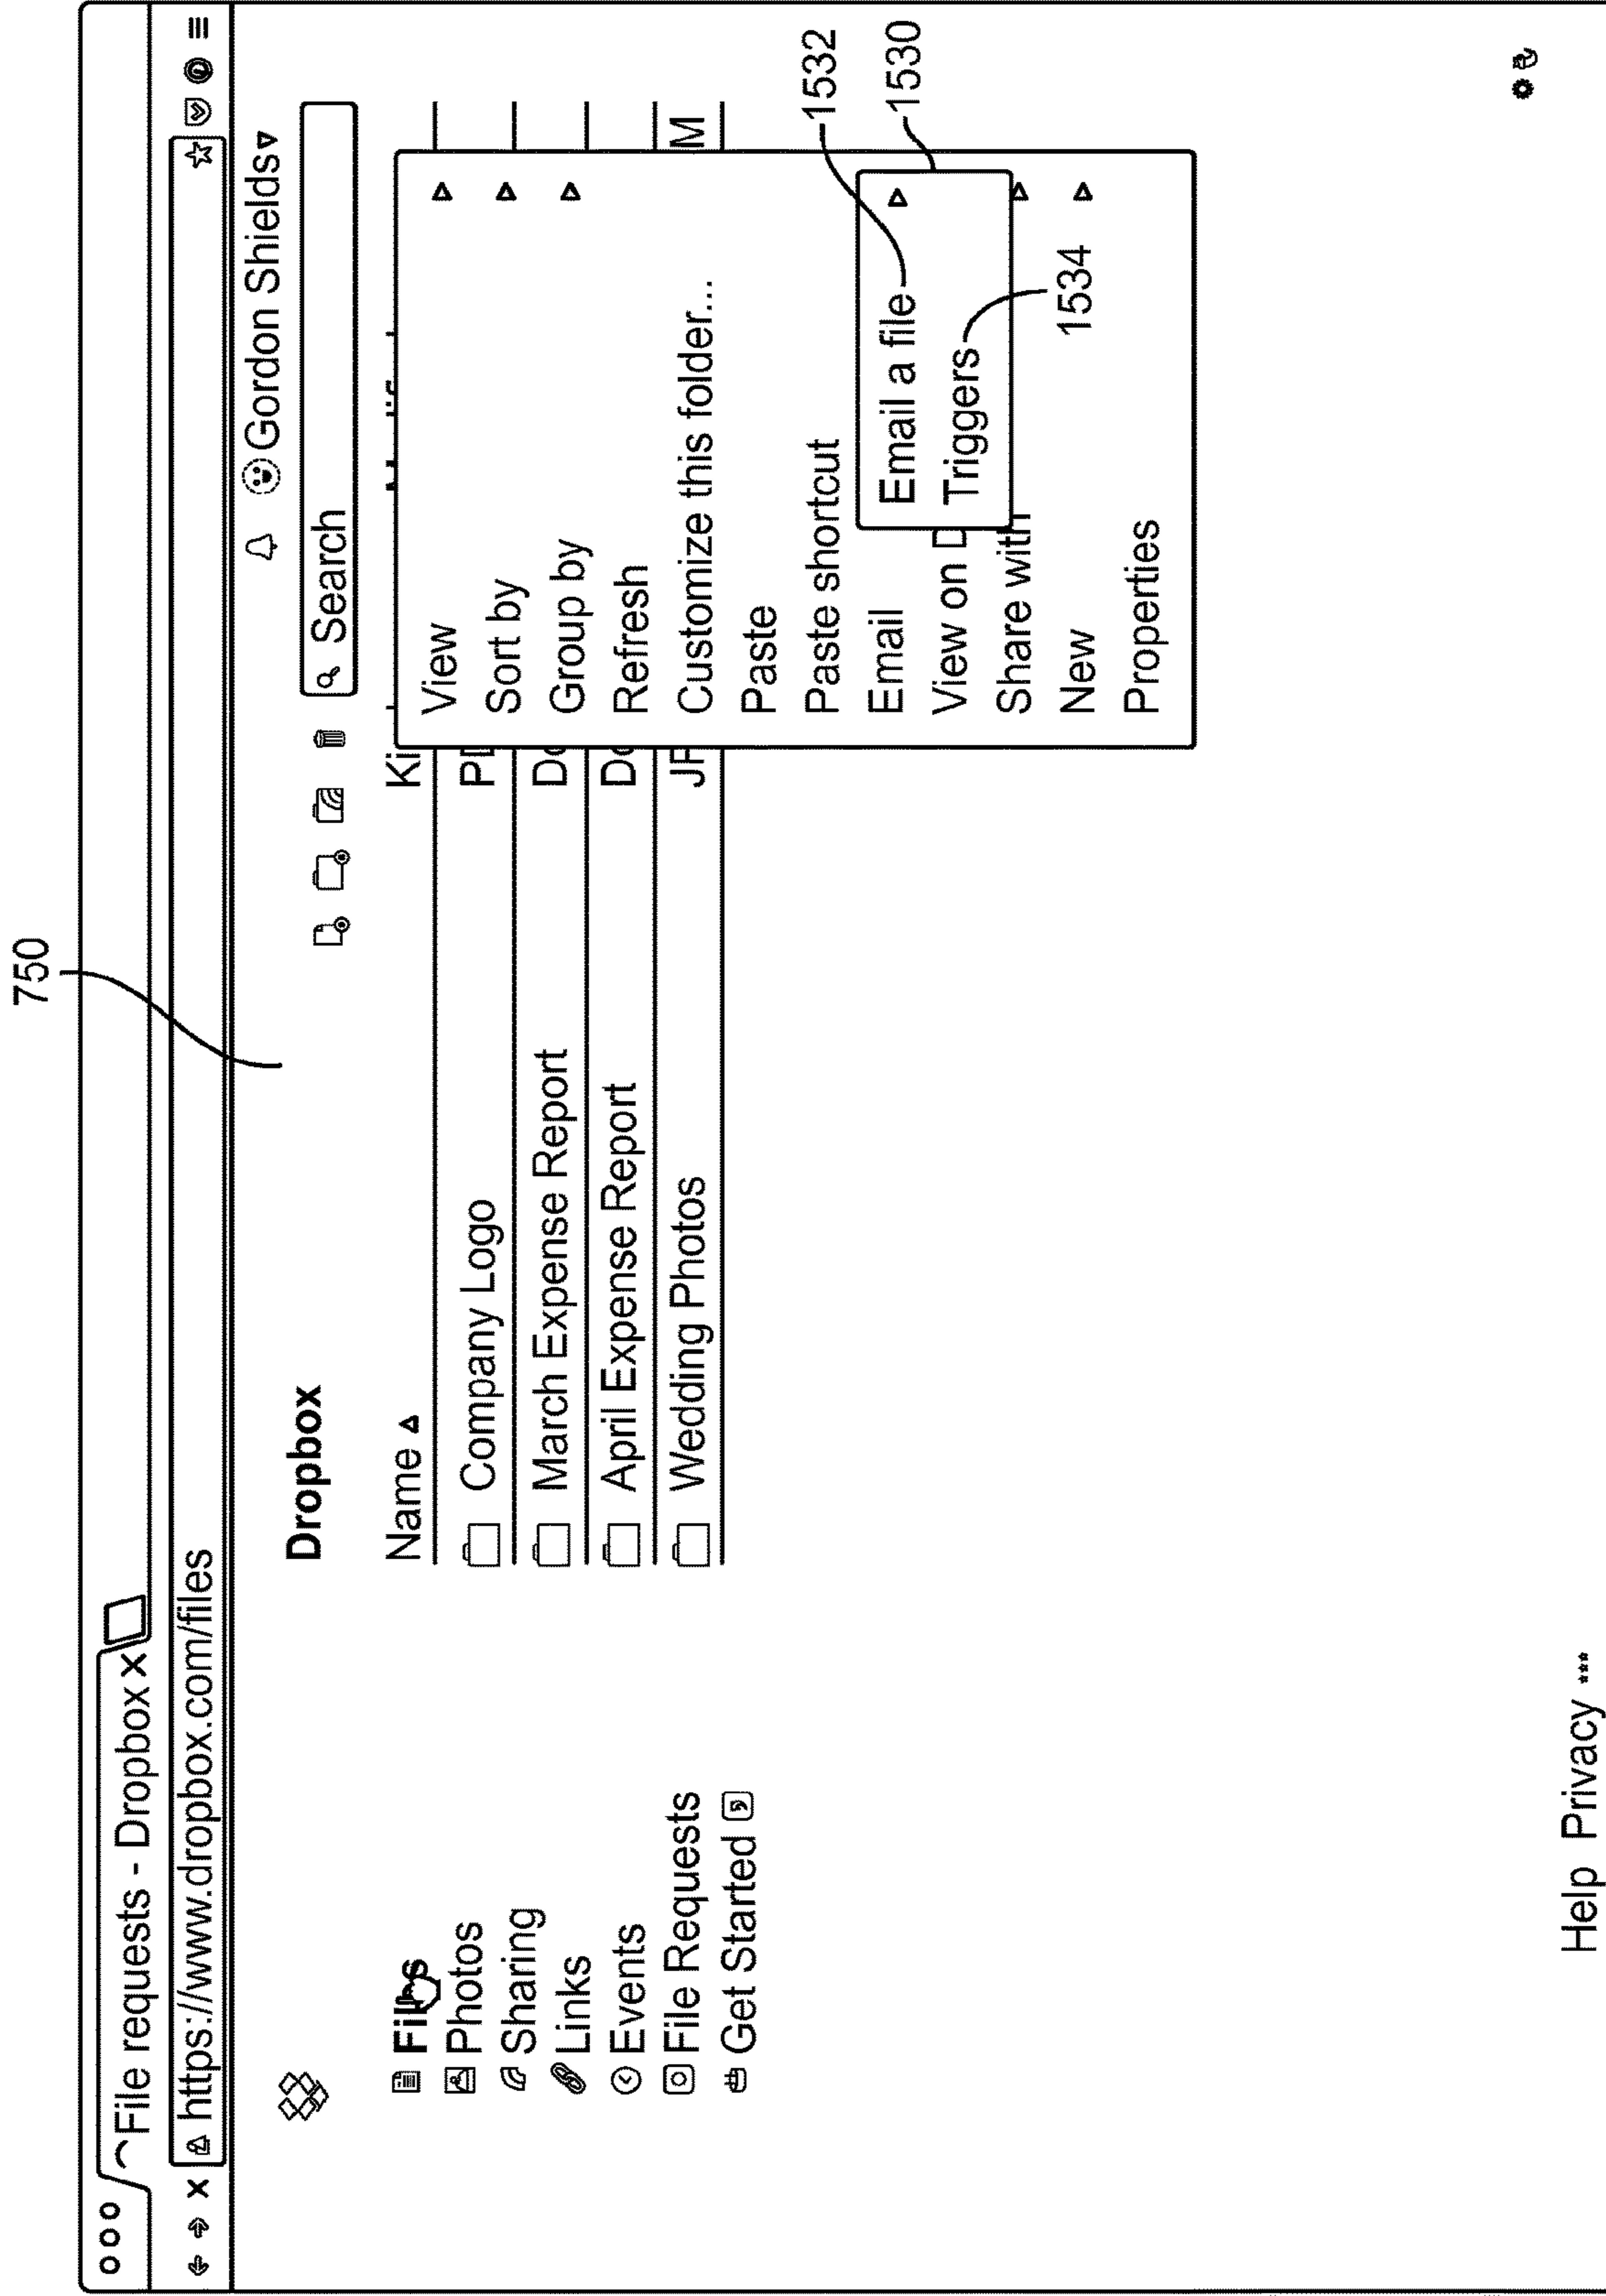 750
File requests - Dropbox X
X https://www.dropbox.com/files
Gordon Shields
Dropbox
Search
Name
Company Logo
March Expense Report
April Expense Report
Wedding Photos
M
Files
Photos
Sharing
Links
Events
File Requests
Get Started
View
Sort by
Group by
Refresh
Customize this folder...
Paste
Paste shortcut
Email
View on D
Share with
New
Properties
Email a file
Triggers
1532
1530
1534
Help Privacy